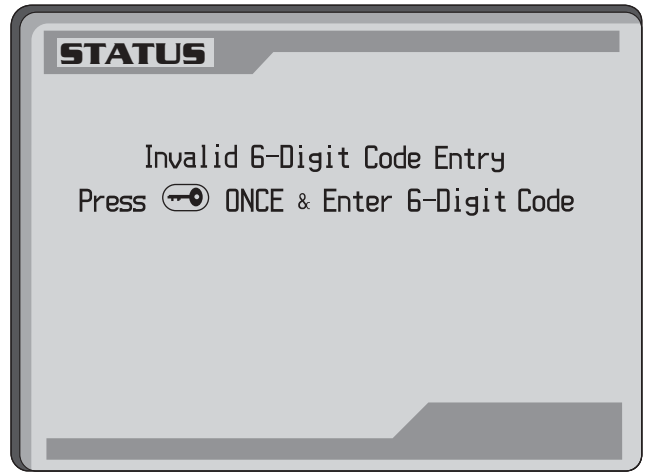 STATUS
Invalid 6-Digit Code Entry
Press ONCE & Enter 6-Digit Code